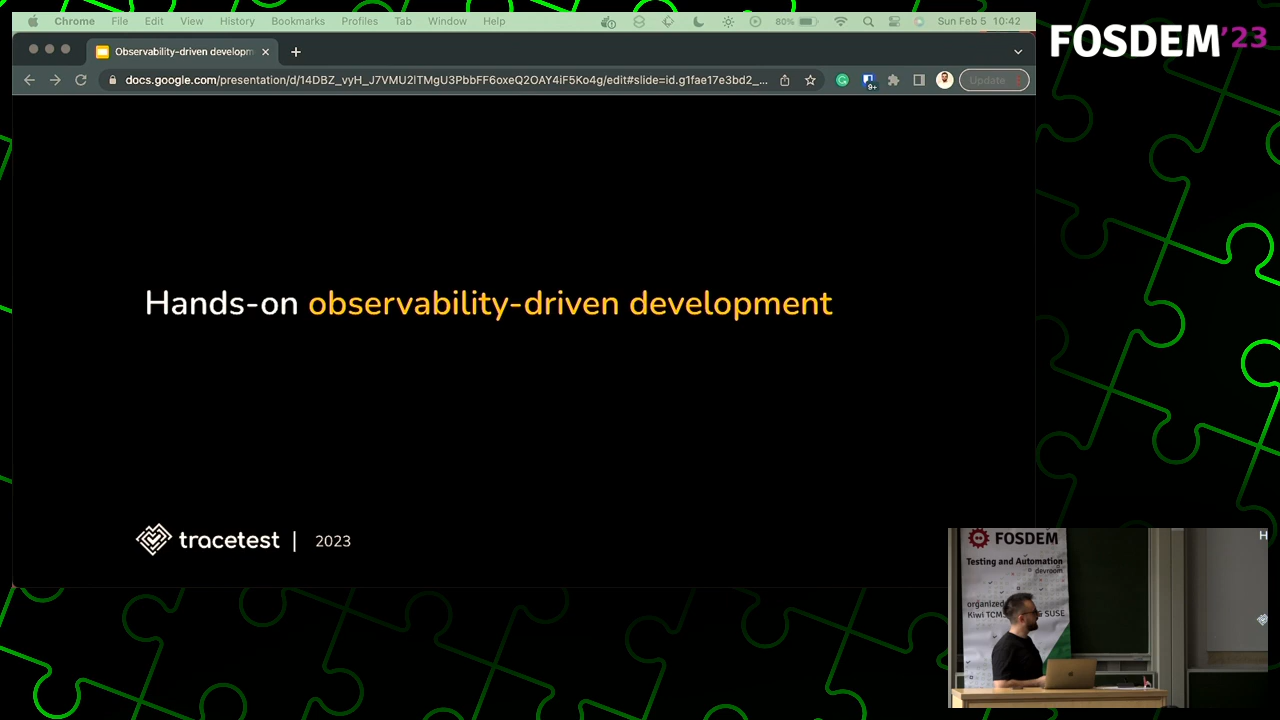 Chrome File Edit View History Bookmarks Profiles Tab Window Help 80% Sun Feb 5 10:42
FOSDEM'23
Observability-driven developm
docs.google.com/presentation/d/14DBZ_vyH_J7VMU2lTMgU3PbbFF6oxeQ2OAY4iF5Ko4g/edit#slide=id.g1fae17e3bd2_...
9+
Update
Hands-on observability-driven development
tracetest | 2023
FOSDEM
Testing and Automation
devroom
organized
Kiwi TCMS & SUSE
H